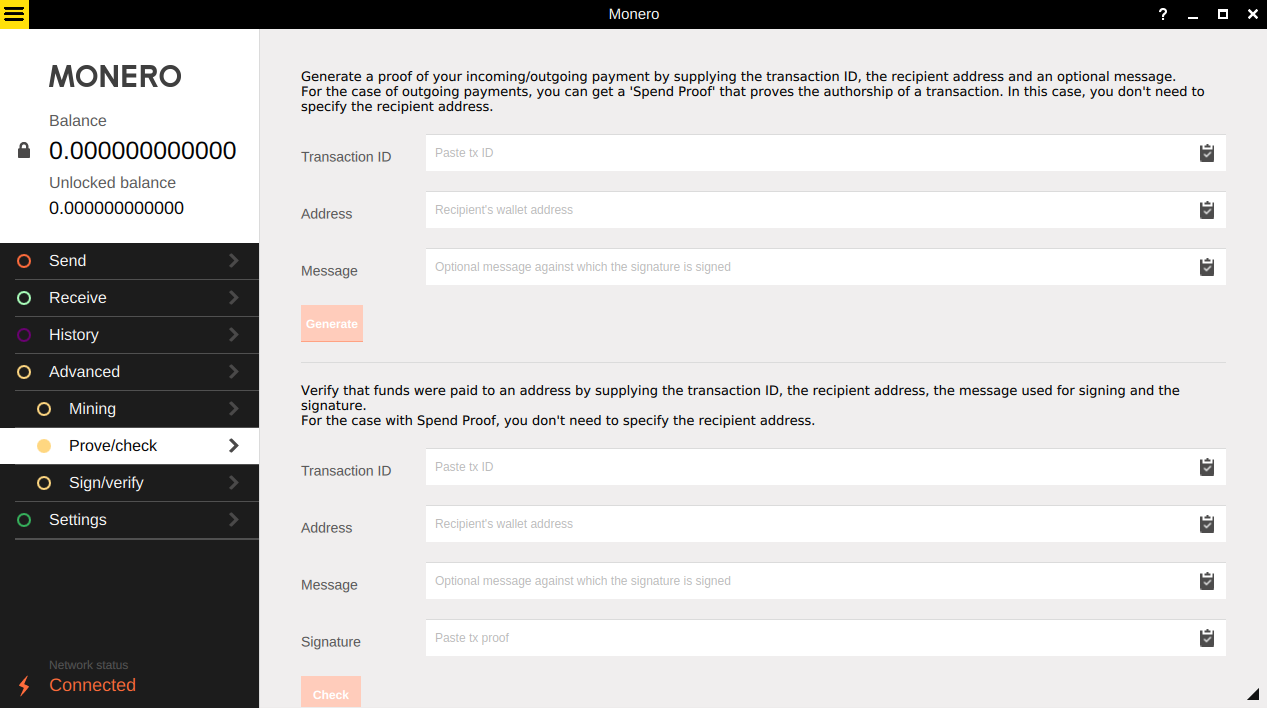 Monero
?
MONERO
Balance
0.000000000000
Unlocked balance
0.000000000000
Send
Receive
History
Advanced
Mining
Prove/check
Sign/verify
Settings
Network status
Connected
Generate a proof of your incoming/outgoing payment by supplying the transaction ID, the recipient address and an optional message.
For the case of outgoing payments, you can get a 'Spend Proof' that proves the authorship of a transaction. In this case, you don't need to
specify the recipient address.
Transaction ID
Paste tx ID
Address
Recipient's wallet address
Message
Optional message against which the signature is signed
Generate
Verify that funds were paid to an address by supplying the transaction ID, the recipient address, the message used for signing and the
signature.
For the case with Spend Proof, you don't need to specify the recipient address.
Transaction ID
Paste tx ID
Address
Recipient's wallet address
Message
Optional message against which the signature is signed
Signature
Paste tx proof
Check